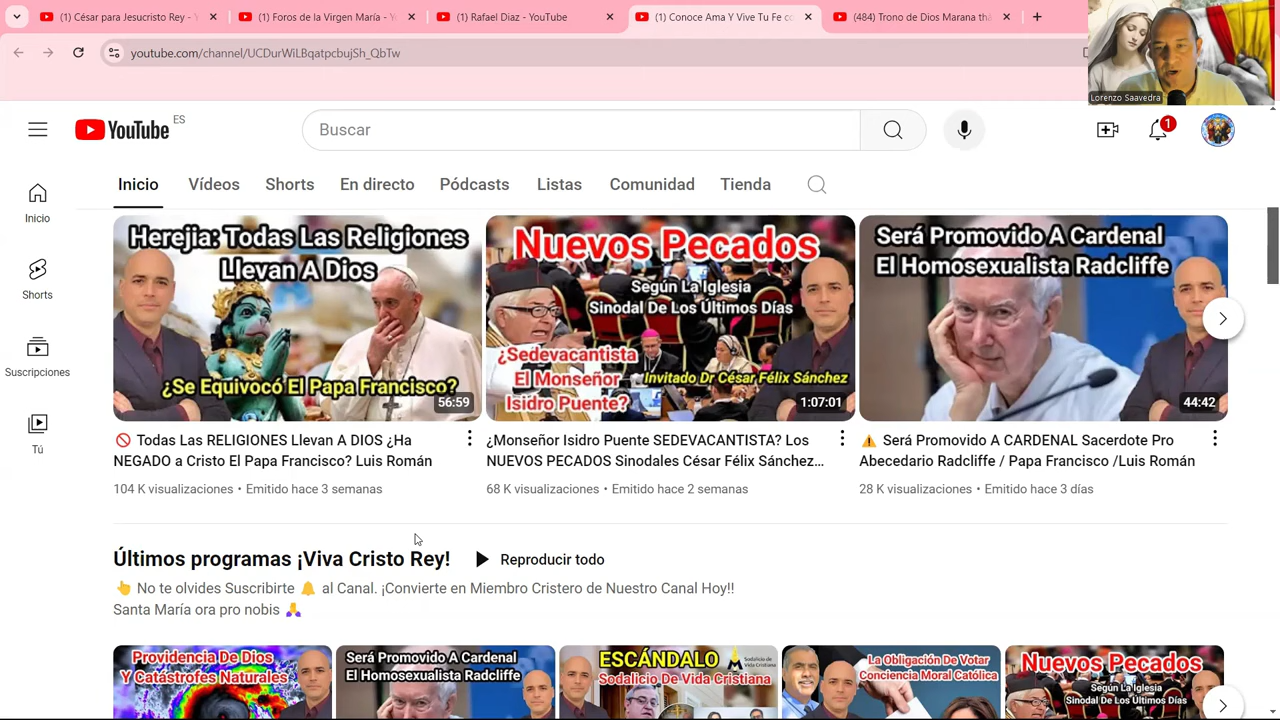 (1) César para Jesucristo Rey - Y
(1) Foros de la Virgen María - Y
(1) Rafael Diaz - YouTube
(1) Conoce Ama Y Vive Tu Fe co
(484) Trono de Dios Marana tha
youtube.com/channel/UCDurWiLBqatpcbujSh_QbTw
Lorenzo Saavedra
YouTube ES
Buscar
1
Inicio
Vídeos
Shorts
En directo
Pódcasts
Listas
Comunidad
Tienda
Inicio
Shorts
Suscripciones
Tú
Herejia: Todas Las Religiones
Llevan A Dios
¿Se Equivocó El Papa Francisco?
56:59
Nuevos Pecados
Según La Iglesia
Sinodal De Los Últimos Días
¿Sedevacantista
El Monseñor
Isidro Puente?
Invitado Dr César Félix Sánchez
1:07:01
Será Promovido A Cardenal
El Homosexualista Radcliffe
44:42
Todas Las RELIGIONES Llevan A DIOS ¿Ha
NEGADO a Cristo El Papa Francisco? Luis Román
104 K visualizaciones • Emitido hace 3 semanas
¿Monseñor Isidro Puente SEDEVACANTISTA? Los
NUEVOS PECADOS Sinodales César Félix Sánchez...
68 K visualizaciones • Emitido hace 2 semanas
Será Promovido A CARDENAL Sacerdote Pro
Abecedario Radcliffe / Papa Francisco /Luis Román
28 K visualizaciones • Emitido hace 3 días
Últimos programas ¡Viva Cristo Rey!
Reproducir todo
👆 No te olvides Suscribirte 🔔 al Canal. ¡Convierte en Miembro Cristero de Nuestro Canal Hoy!!
Santa María ora pro nobis 🙏
Providencia De Dios
Y Catástrofes Naturales
Será Promovido A Cardenal
El Homosexualista Radcliffe
ESCÁNDALO
Sodalicio De Vida Cristiana
Sodalicio de
Vida Cristiana
La Obligación De Votar
Conciencia Moral Católica
Nuevos Pecados
Según La Iglesia
Sinodal De Los Últimos Días